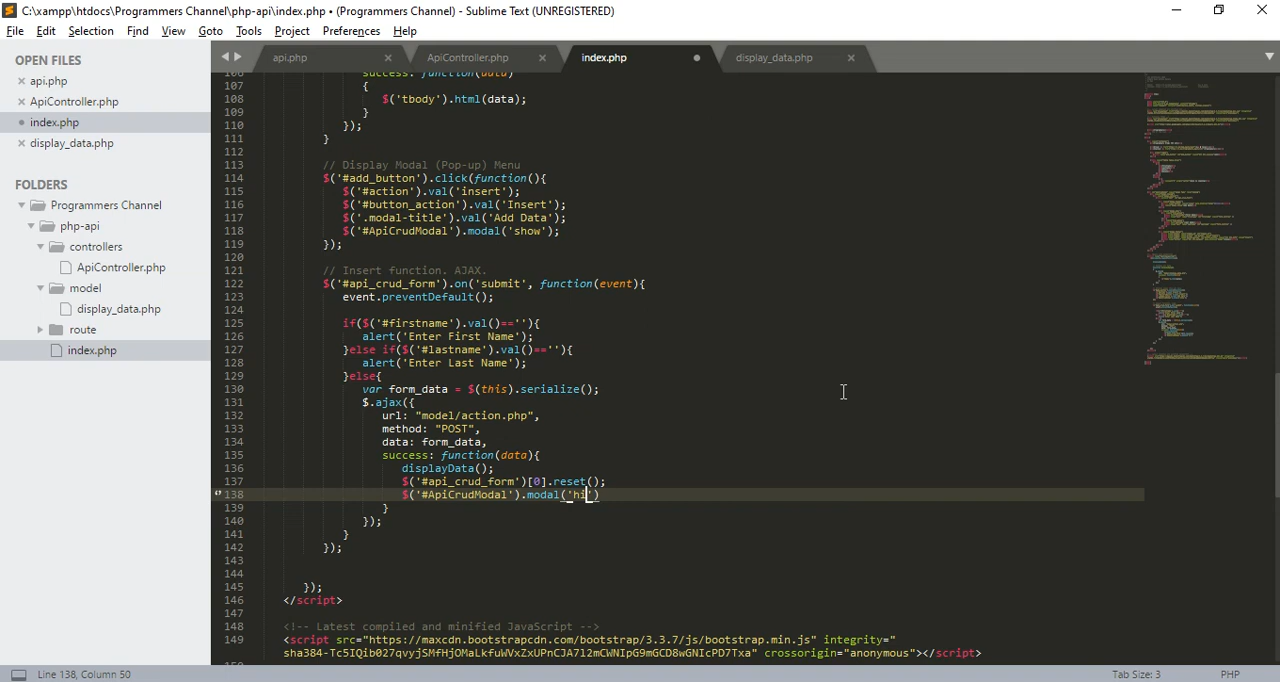 C:\xampp\htdocs\Programmers Channel\php-api\index.php • (Programmers Channel) - Sublime Text (UNREGISTERED)
File Edit Selection Find View Goto Tools Project Preferences Help
OPEN FILES
api.php
ApiController.php
index.php
display_data.php
FOLDERS
Programmers Channel
php-api
controllers
ApiController.php
model
display_data.php
route
index.php
api.php ApiController.php index.php display_data.php
106 success: function(data)
107 {
108 $('tbody').html(data);
109 }
110 });
111 }
112
113 // Display Modal (Pop-up) Menu
114 $('#add_button').click(function(){
115 $('#action').val('insert');
116 $('#button_action').val('Insert');
117 $('.modal-title').val('Add Data');
118 $('#ApiCrudModal').modal('show');
119 });
120
121 // Insert function. AJAX.
122 $('#api_crud_form').on('submit', function(event){
123 event.preventDefault();
124
125 if($('#firstname').val()==''){
126 alert('Enter First Name');
127 }else if($('#lastname').val()==''){
128 alert('Enter Last Name');
129 }else{
130 var form_data = $(this).serialize();
131 $.ajax({
132 url: "model/action.php",
133 method: "POST",
134 data: form_data,
135 success: function(data){
136 displayData();
137 $('#api_crud_form')[0].reset();
138 $('#ApiCrudModal').modal('hi')
139 }
140 });
141 }
142 });
143
144
145 });
146 </script>
147
148 <!-- Latest compiled and minified JavaScript -->
149 <script src="https://maxcdn.bootstrapcdn.com/bootstrap/3.3.7/js/bootstrap.min.js" integrity="
sha384-Tc5IQib027qvyjSMfHjOMaLkfuWVxZxUPnCJA7l2mCWNIpG9mGCD8wGNIcPD7Txa" crossorigin="anonymous"></script>
Line 138, Column 50
Tab Size: 3
PHP